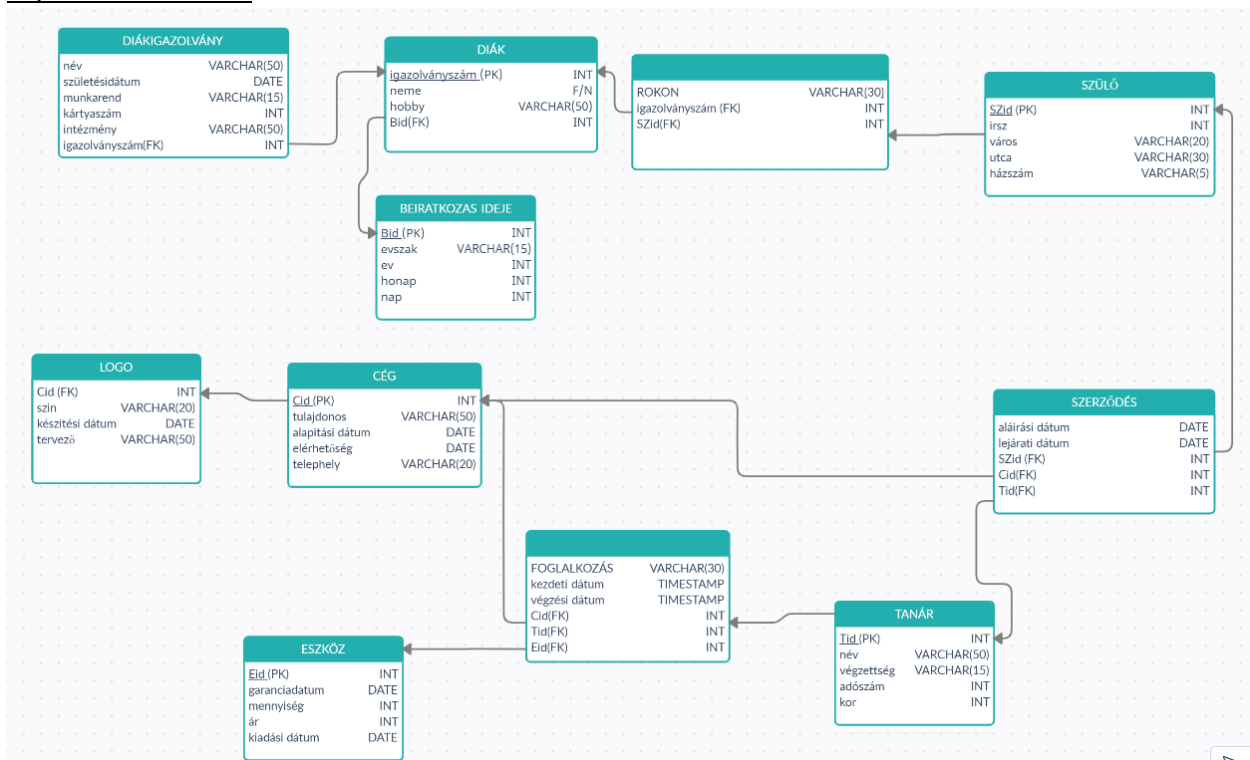 DIÁKIGAZOLVÁNY
név VARCHAR(50)
születésidátum DATE
munkarend VARCHAR(15)
kártyaszám INT
intézmény VARCHAR(50)
igazolványszám(FK) INT
DIÁK
igazolványszám (PK) INT
neme F/N
hobby VARCHAR(50)
Bid(FK) INT
ROKON VARCHAR(30)
igazolványszám (FK) INT
SZid(FK) INT
SZÜLŐ
SZid (PK) INT
irsz INT
város VARCHAR(20)
utca VARCHAR(30)
házszám VARCHAR(5)
BEIRATKOZAS IDEJE
Bid (PK) INT
evszak VARCHAR(15)
ev INT
honap INT
nap INT
LOGO
Cid (FK) INT
szin VARCHAR(20)
készitési dátum DATE
tervező VARCHAR(50)
CÉG
Cid (PK) INT
tulajdonos VARCHAR(50)
alapitási dátum DATE
elérhetőség DATE
telephely VARCHAR(20)
SZERZŐDÉS
aláirási dátum DATE
lejárati dátum DATE
SZid (FK) INT
Cid(FK) INT
Tid(FK) INT
FOGLALKOZÁS VARCHAR(30)
kezdeti dátum TIMESTAMP
végzési dátum TIMESTAMP
Cid(FK) INT
Tid(FK) INT
Eid(FK) INT
TANÁR
Tid (PK) INT
név VARCHAR(50)
végzettség VARCHAR(15)
adószám INT
kor INT
ESZKÖZ
Eid (PK) INT
garanciadatum DATE
mennyiség INT
ár INT
kiadási dátum DATE